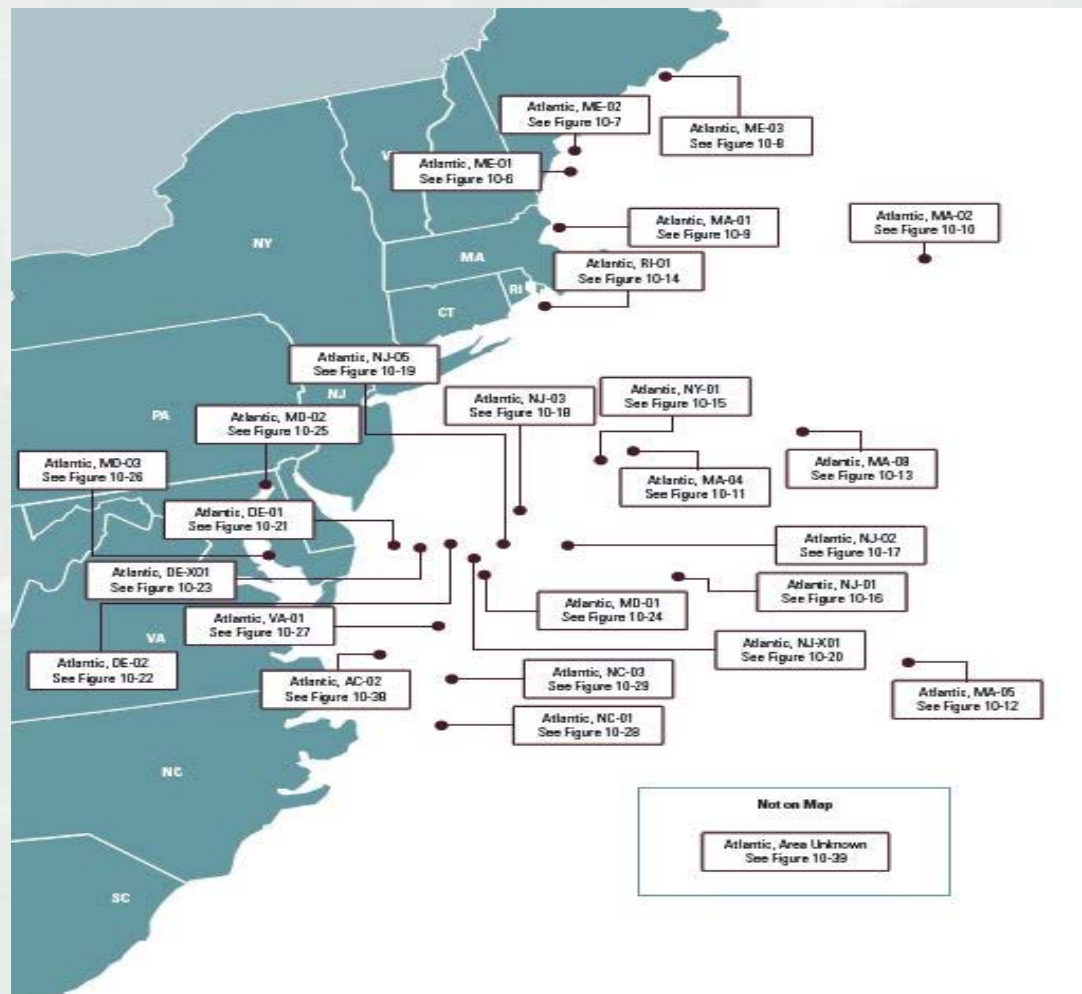 Atlantic, ME-02
See Figure 10-7
Atlantic, ME-03
See Figure 10-8
Atlantic, ME-01
See Figure 10-6
Atlantic, MA-01
See Figure 10-9
Atlantic, MA-02
See Figure 10-10
NY
MA
Atlantic, RI-01
See Figure 10-14
RI
CT
Atlantic, NJ-05
See Figure 10-19
NJ
Atlantic, NJ-03
See Figure 10-18
Atlantic, NY-01
See Figure 10-15
PA
Atlantic, MD-02
See Figure 10-25
Atlantic, MD-03
See Figure 10-26
Atlantic, MA-04
See Figure 10-11
See Figure 10-13
Atlantic, DE-01
See Figure 10-21
Atlantic, NJ-02
See Figure 10-17
Atlantic, DE-X01
See Figure 10-23
Atlantic, NJ-01
See Figure 10-16
Atlantic, VA-01
See Figure 10-27
Atlantic, MD-01
See Figure 10-24
VA
Atlantic, DE-02
See Figure 10-22
Atlantic, NJ-X01
See Figure 10-20
Atlantic, AC-02
See Figure 10-38
Atlantic, NC-03
See Figure 10-29
Atlantic, MA-05
See Figure 10-12
Atlantic, NC-01
See Figure 10-28
NC
Not on Map
Atlantic, Area Unknown
See Figure 10-39
SC